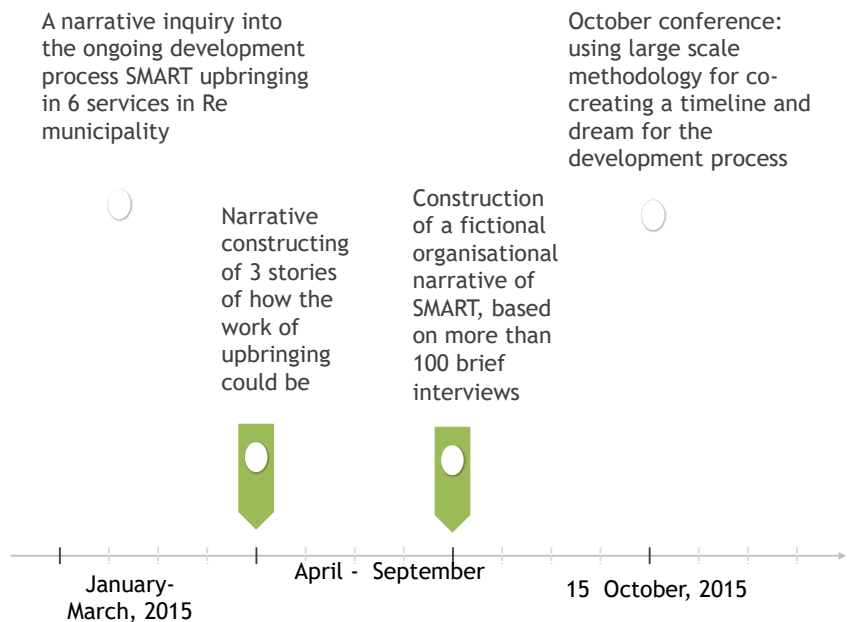 A narrative inquiry into
the ongoing development
process SMART upbringing
in 6 services in Re
municipality
Narrative
constructing
of 3 stories
of how the
work of
upbringing
could be
Construction
of a fictional
organisational
narrative of
SMART, based
on more than
100 brief
interviews
October conference:
using large scale
methodology for co-
creating a timeline and
dream for the
development process
January-
March, 2015
April - September
15 October, 2015